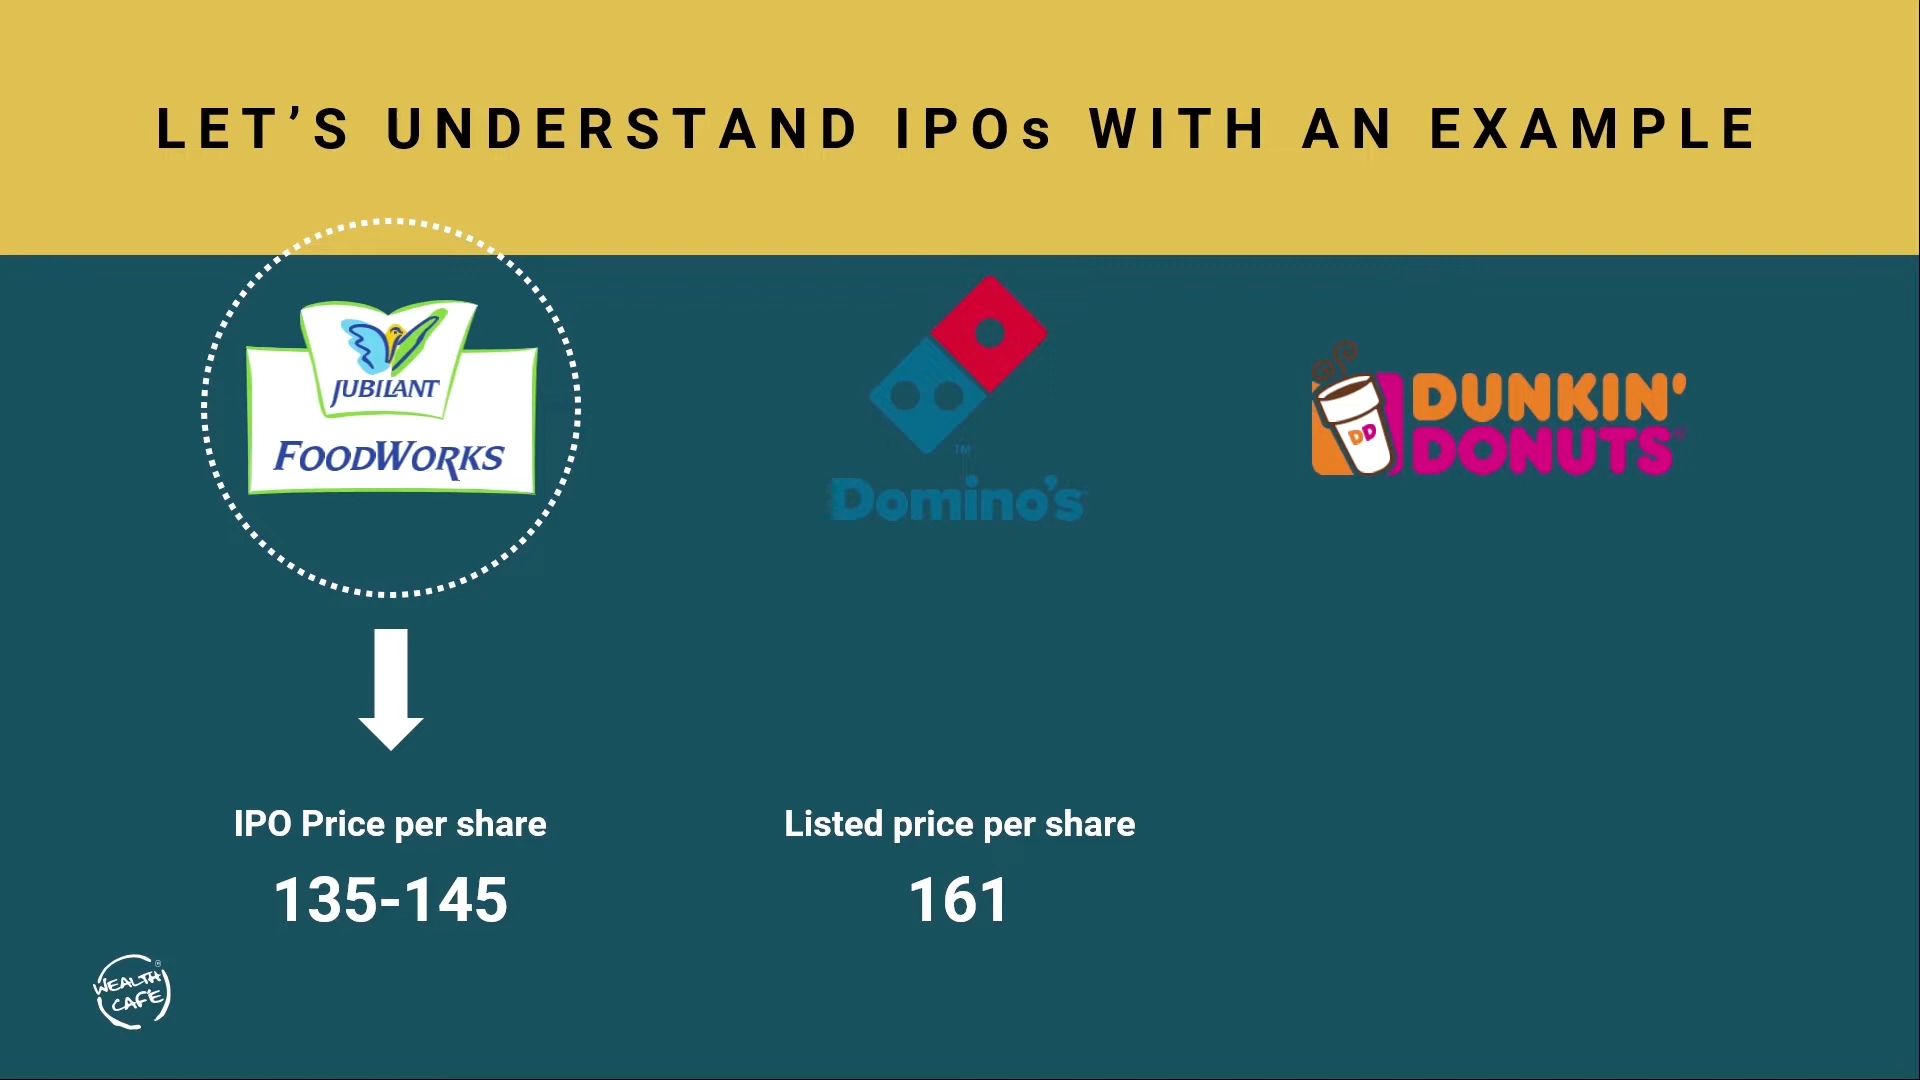 LET’S UNDERSTAND IPOs WITH AN EXAMPLE
JUBILANT
FOODWORKS
™
Domino's
DUNKIN'
DONUTS
DD
IPO Price per share
135-145
Listed price per share
161
WEALTH
CAFE
®